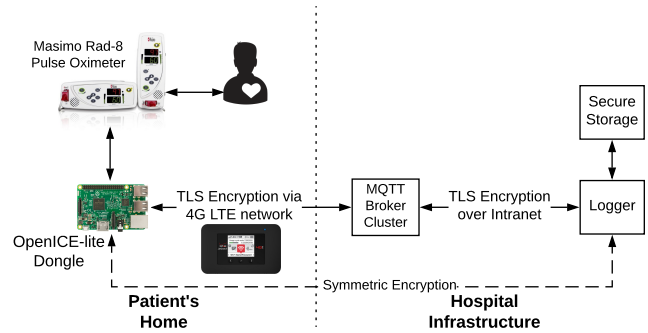 Masimo Rad-8
Pulse Oximeter
Secure
Storage
TLS Encryption via
4G LTE network
MQTT
Broker
Cluster
TLS Encryption
over Intranet
Logger
OpenICE-lite
Dongle
Symmetric Encryption
Patient's
Home
Hospital
Infrastructure